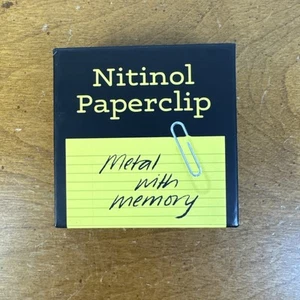 Nitinol
Paperclip
Metal
with
memory